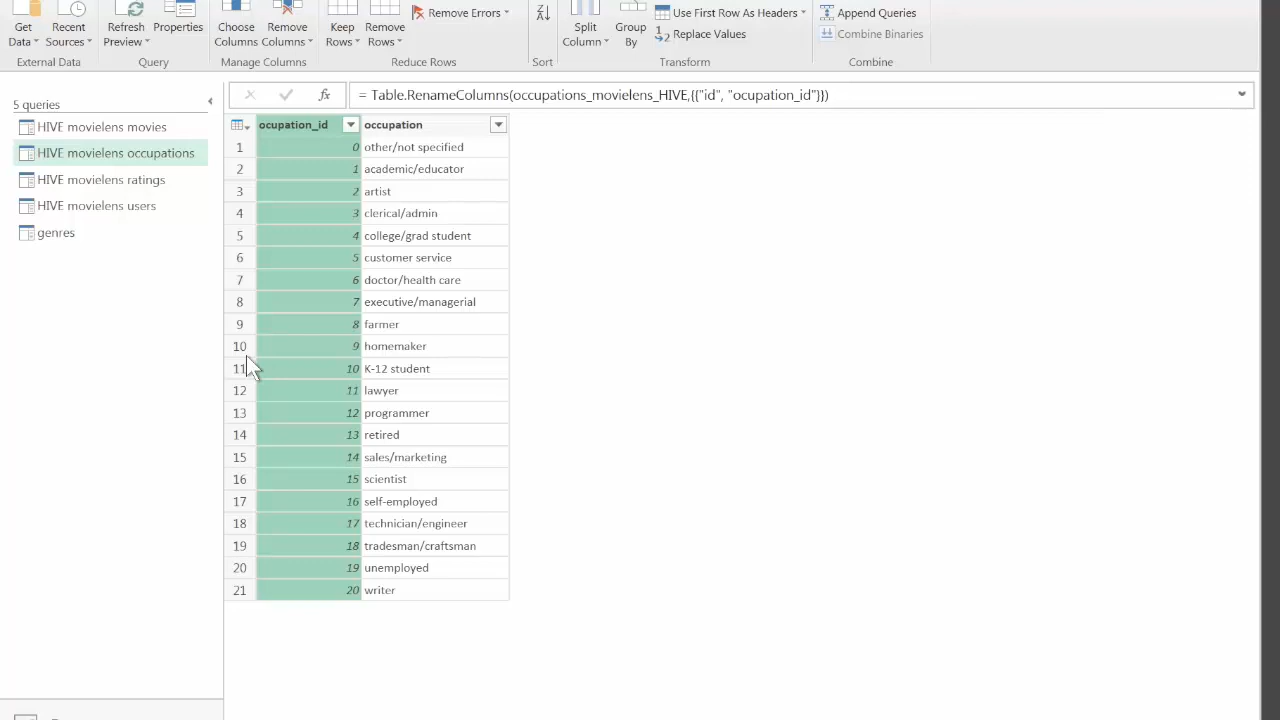 Get Data
Recent Sources
Refresh Preview
Properties
Choose Columns
Remove Columns
Keep Rows
Remove Rows
Remove Errors
Split Column
Group By
Use First Row As Headers
Replace Values
Append Queries
Combine Binaries
External Data
Query
Manage Columns
Reduce Rows
Sort
Transform
Combine
5 queries
HIVE movielens movies
HIVE movielens occupations
HIVE movielens ratings
HIVE movielens users
genres
= Table.RenameColumns(occupations_movielens_HIVE,{{"id", "ocupation_id"}})
ocupation_id occupation
1 0 other/not specified
2 1 academic/educator
3 2 artist
4 3 clerical/admin
5 4 college/grad student
6 5 customer service
7 6 doctor/health care
8 7 executive/managerial
9 8 farmer
10 9 homemaker
11 10 K-12 student
12 11 lawyer
13 12 programmer
14 13 retired
15 14 sales/marketing
16 15 scientist
17 16 self-employed
18 17 technician/engineer
19 18 tradesman/craftsman
20 19 unemployed
21 20 writer